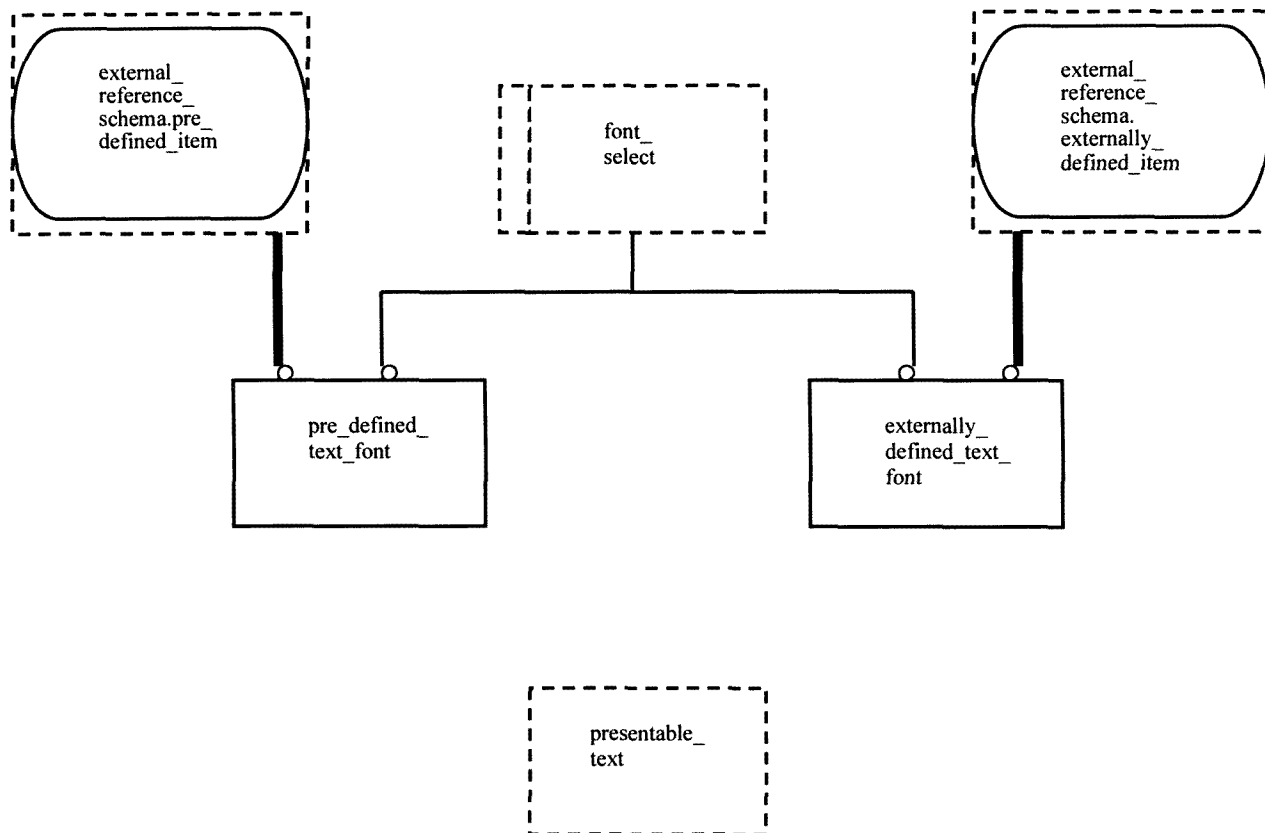 external_
reference_
schema.pre_
defined_item
font_
select
external_
reference_
schema.
externally_
defined_item
pre_defined_
text_font
externally_
defined_text_
font
presentable_
text